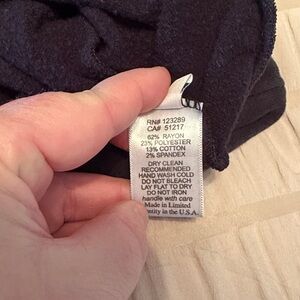 RN# 123289
CA# 51217
62% RAYON
23% POLYESTER
13% COTTON
2% SPANDEX
DRY CLEAN
RECOMMENDED
HAND WASH COLD
DO NOT BLEACH
LAY FLAT TO DRY
DO NOT IRON
handle with care
Made in Limited
entity in the U.S.A.